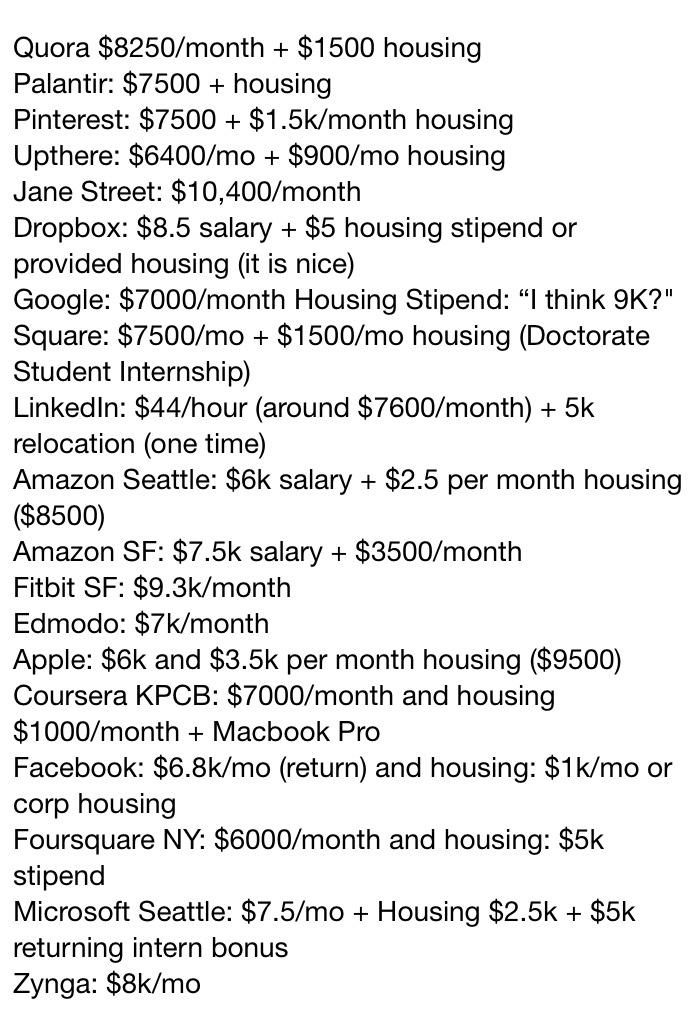 Quora $8250/month + $1500 housing
Palantir: $7500 + housing
Pinterest: $7500 + $1.5k/month housing
Upthere: $6400/mo + $900/mo housing
Jane Street: $10,400/month
Dropbox: $8.5 salary + $5 housing stipend or
provided housing (it is nice)
Google: $7000/month Housing Stipend: “I think 9K?"
Square: $7500/mo + $1500/mo housing (Doctorate
Student Internship)
LinkedIn: $44/hour (around $7600/month) + 5k
relocation (one time)
Amazon Seattle: $6k salary + $2.5 per month housing
($8500)
Amazon SF: $7.5k salary + $3500/month
Fitbit SF: $9.3k/month
Edmodo: $7k/month
Apple: $6k and $3.5k per month housing ($9500)
Coursera KPCB: $7000/month and housing
$1000/month + Macbook Pro
Facebook: $6.8k/mo (return) and housing: $1k/mo or
corp housing
Foursquare NY: $6000/month and housing: $5k
stipend
Microsoft Seattle: $7.5/mo + Housing $2.5k + $5k
returning intern bonus
Zynga: $8k/mo